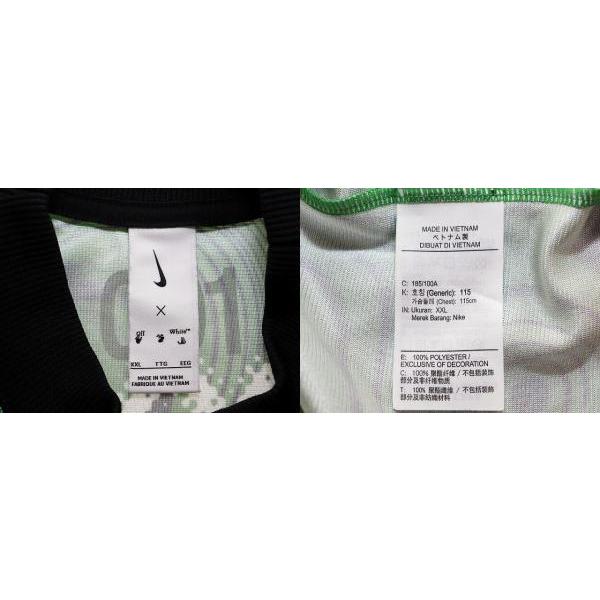 ×
Off White™
XXL TTG EEG
MADE IN VIETNAM
FABRIQUE AU VIETNAM
MADE IN VIETNAM
ベトナム製
DIBUAT DI VIETNAM
C: 185/100A
K: 호칭 (Generic): 115
가슴둘레 (Chest): 115cm
IN: Ukuran: XXL
Merek Barang: Nike
E: 100% POLYESTER /
EXCLUSIVE OF DECORATION
C: 100% 聚酯纤维 / 不包括装饰
部分及非纤维物质
T: 100% 聚酯纖維 / 不包括裝飾
部分及非紡織材料